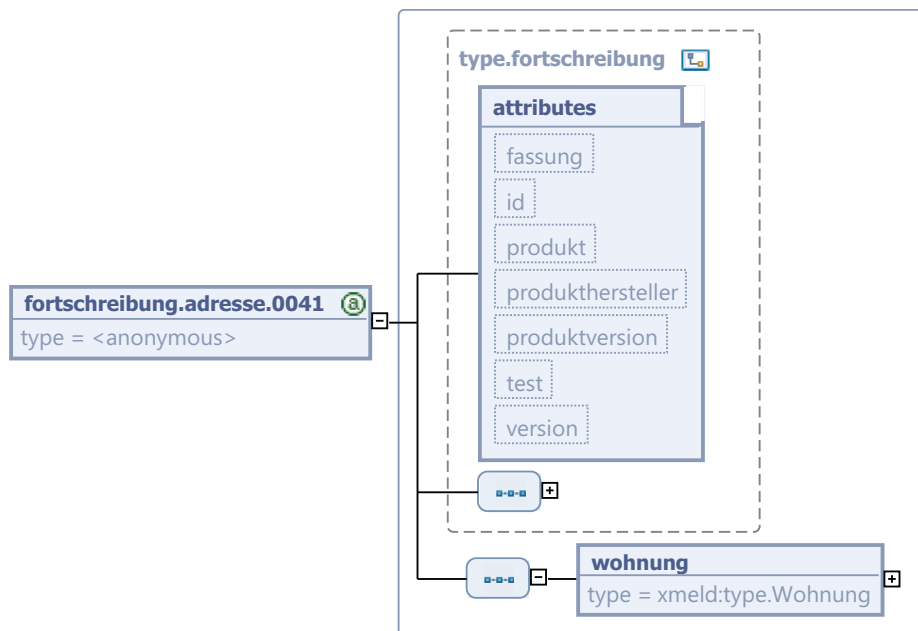 type.fortschreibung
attributes
fassung
id
produkt
produkthersteller
produktversion
test
version
fortschreibung.adresse.0041 @
type = <anonymous>
wohnung
type = xmeld:type.Wohnung